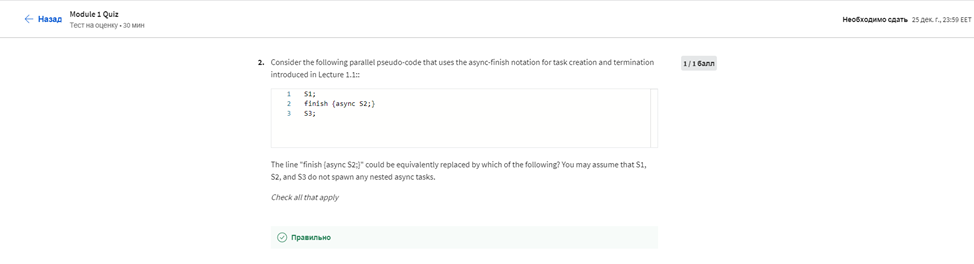 Назад
Module 1 Quiz
Тест на оценку • 30 мин
Необходимо сдать 25 дек. г., 23:59 EET
2. Consider the following parallel pseudo-code that uses the async-finish notation for task creation and termination
introduced in Lecture 1.1::
1 / 1 балл
1 S1;
2 finish {async S2;}
3 S3;
The line "finish {async S2;}" could be equivalently replaced by which of the following? You may assume that S1,
S2, and S3 do not spawn any nested async tasks.
Check all that apply
Правильно